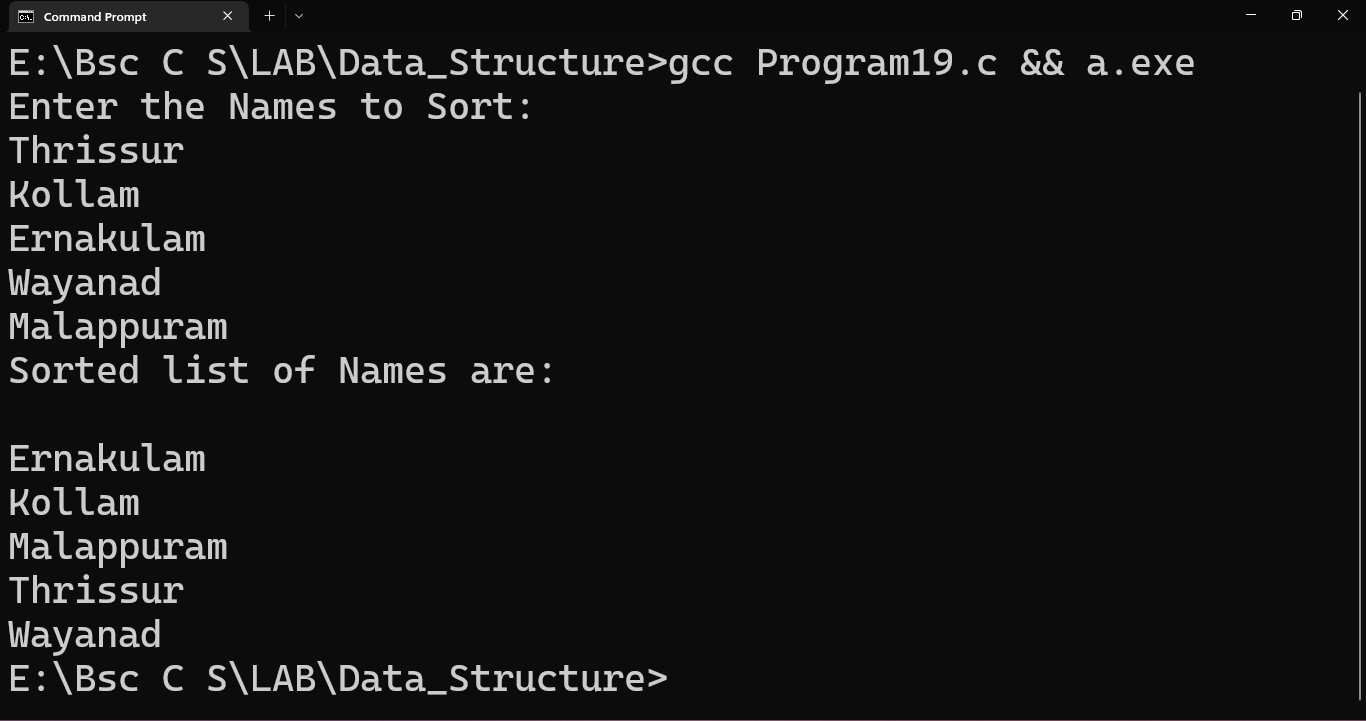 Command Prompt
E:\Bsc C S\LAB\Data_Structure>gcc Program19.c && a.exe
Enter the Names to Sort:
Thrissur
Kollam
Ernakulam
Wayanad
Malappuram
Sorted list of Names are:
Ernakulam
Kollam
Malappuram
Thrissur
Wayanad
E:\Bsc C S\LAB\Data_Structure>